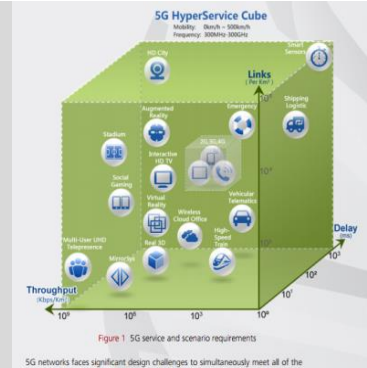 5G HyperService Cube
Mobility: 0km/h ~ 500km/h
Frequency: 300MHz-300GHz
HD City
Smart
Sensors
Links
( Per Km² )
Augmented
Reality
Emergency
Shipping
Logistic
Stadium
2G,3G,4G
Interactive
HD TV
Social
Gaming
Virtual
Reality
Vehicular
Telematics
Wireless
Cloud Office
Multi-User UHD
Telepresence
MicroTas
Real 3D
High-
Speed
Train
Delay
(ms)
Throughput
(Kbps/Km²)
Figure 1 5G service and scenario requirements
5G networks faces significant design challenges to simultaneously meet all of the